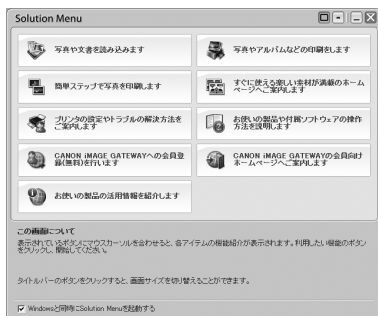 Solution Menu
写真や文書を読み込みます
写真やアルバムなどの印刷をします
簡単ステップで写真を印刷します
すぐに使える楽しい素材が満載のホーム
ページへご案内します
プリンタの設定やトラブルの解決方法を
ご案内します
お使いの製品や付属ソフトウェアの操作
方法を説明します
CANON iMAGE GATEWAYへの会員登
録(無料)を行います
CANON iMAGE GATEWAYの会員向け
ホームページへご案内します
お使いの製品の活用情報を紹介します
この画面について
表示されているボタンにマウスカーソルを合わせると、各アイテムの機能紹介が表示されます。利用したい機能のボタン
をクリックし、開始してください。
タイトルバーのボタンをクリックすると、画面サイズを切り替えることができます。
Windowsと同時にSolution Menuを起動する